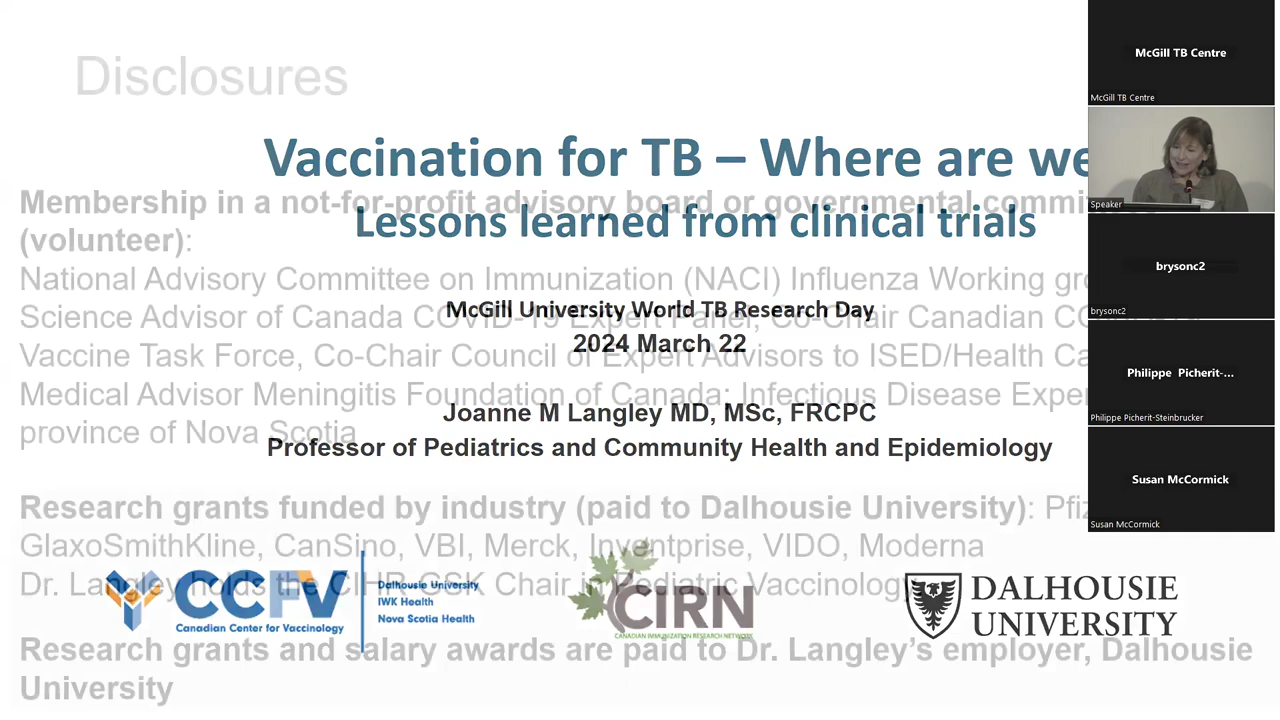 Disclosures
Vaccination for TB – Where are we
Lessons learned from clinical trials
McGill University World TB Research Day
2024 March 22
Joanne M Langley MD, MSc, FRCPC
Professor of Pediatrics and Community Health and Epidemiology
Membership in a not-for-profit advisory board or governmental
(volunteer):
National Advisory Committee on Immunization (NACI) Influenza Working
Science Advisor of Canada COVID-19 Expert Panel, Co-Chair Canadian
Vaccine Task Force, Co-Chair Council of Expert Advisors to ISED/Health
Medical Advisor Meningitis Foundation of Canada; Infectious Disease
province of Nova Scotia
Research grants funded by industry (paid to Dalhousie University):
GlaxoSmithKline, CanSino, VBI, Merck, Inventprise, VIDO, Moderna
Dr. Langley holds the CIHR-GSK Chair in Pediatric Vaccinology
Research grants and salary awards are paid to Dr. Langley's employer, Dalhousie
University
CCFV
Canadian Center for Vaccinology
Dalhousie University
IWK Health
Nova Scotia Health
CIRN
CANADIAN IMMUNIZATION RESEARCH NETWORK
DALHOUSIE
UNIVERSITY
McGill TB Centre
McGill TB Centre
Speaker
brysonc2
brysonc2
Philippe Picherit-...
Philippe Picherit-Steinbrucker
Susan McCormick
Susan McCormick